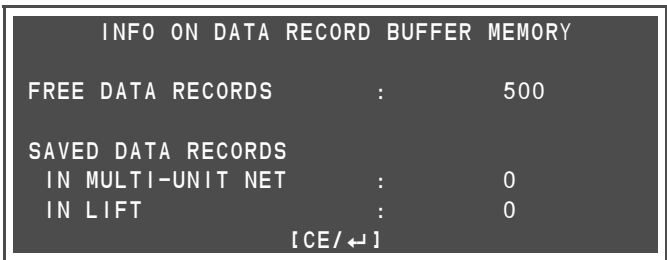 INFO ON DATA RECORD BUFFER MEMORY
FREE DATA RECORDS : 500
SAVED DATA RECORDS
IN MULTI-UNIT NET : 0
IN LIFT : 0
[CE/↵]